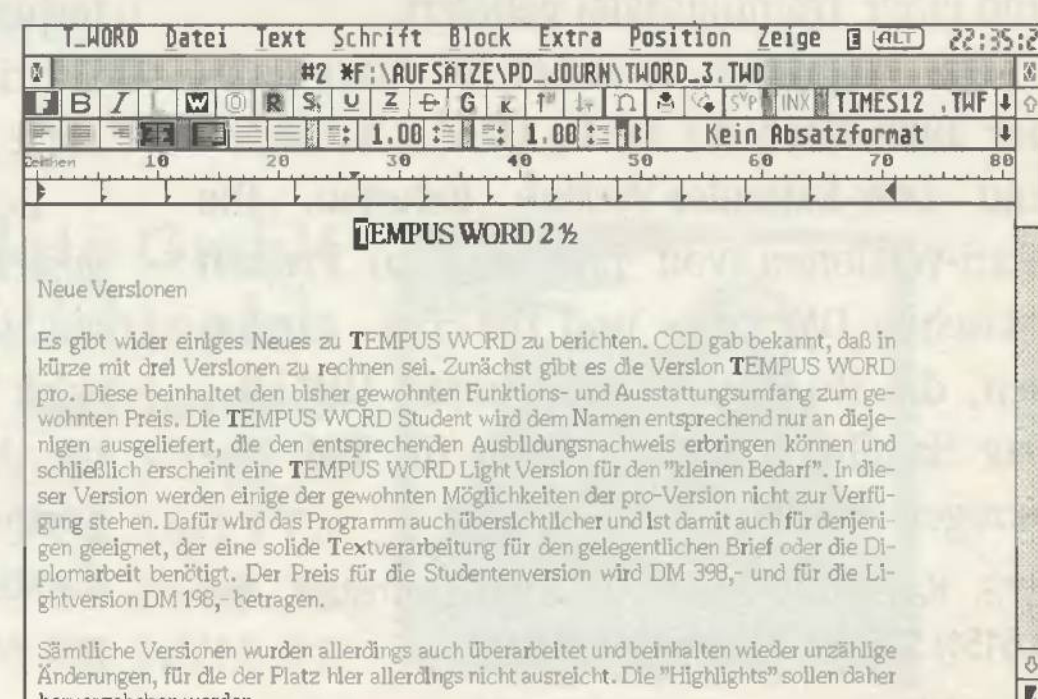 T_WORD Datei Text Schrift Block Extra Position Zeige E ALT 22:35:2
#2 *F:\AUFSÄTZE\PD_JOURN\TWORD_3.TWD
F B I L W O R S U Z G K n SVP INX TIMES12 .TWF
1.00 1.00 Kein Absatzformat
Zeichen 10 20 30 40 50 60 70 80
TEMPUS WORD 2 ½
Neue Versionen
Es gibt wider einiges Neues zu TEMPUS WORD zu berichten. CCD gab bekannt, daß in
kürze mit drei Versionen zu rechnen sei. Zunächst gibt es die Version TEMPUS WORD
pro. Diese beinhaltet den bisher gewohnten Funktions- und Ausstattungsumfang zum ge-
wohnten Preis. Die TEMPUS WORD Student wird dem Namen entsprechend nur an dieje-
nigen ausgeliefert, die den entsprechenden Ausbildungsnachweis erbringen können und
schließlich erscheint eine TEMPUS WORD Light Version für den "kleinen Bedarf". In die-
ser Version werden einige der gewohnten Möglichkeiten der pro-Version nicht zur Verfü-
gung stehen. Dafür wird das Programm auch übersichtlicher und ist damit auch für denjeni-
gen geeignet, der eine solide Textverarbeitung für den gelegentlichen Brief oder die Di-
plomarbeit benötigt. Der Preis für die Studentenversion wird DM 398,- und für die Li-
ghtversion DM 198,- betragen.
Sämtliche Versionen wurden allerdings auch überarbeitet und beinhalten wieder unzählige
Änderungen, für die der Platz hier allerdings nicht ausreicht. Die "Highlights" sollen daher